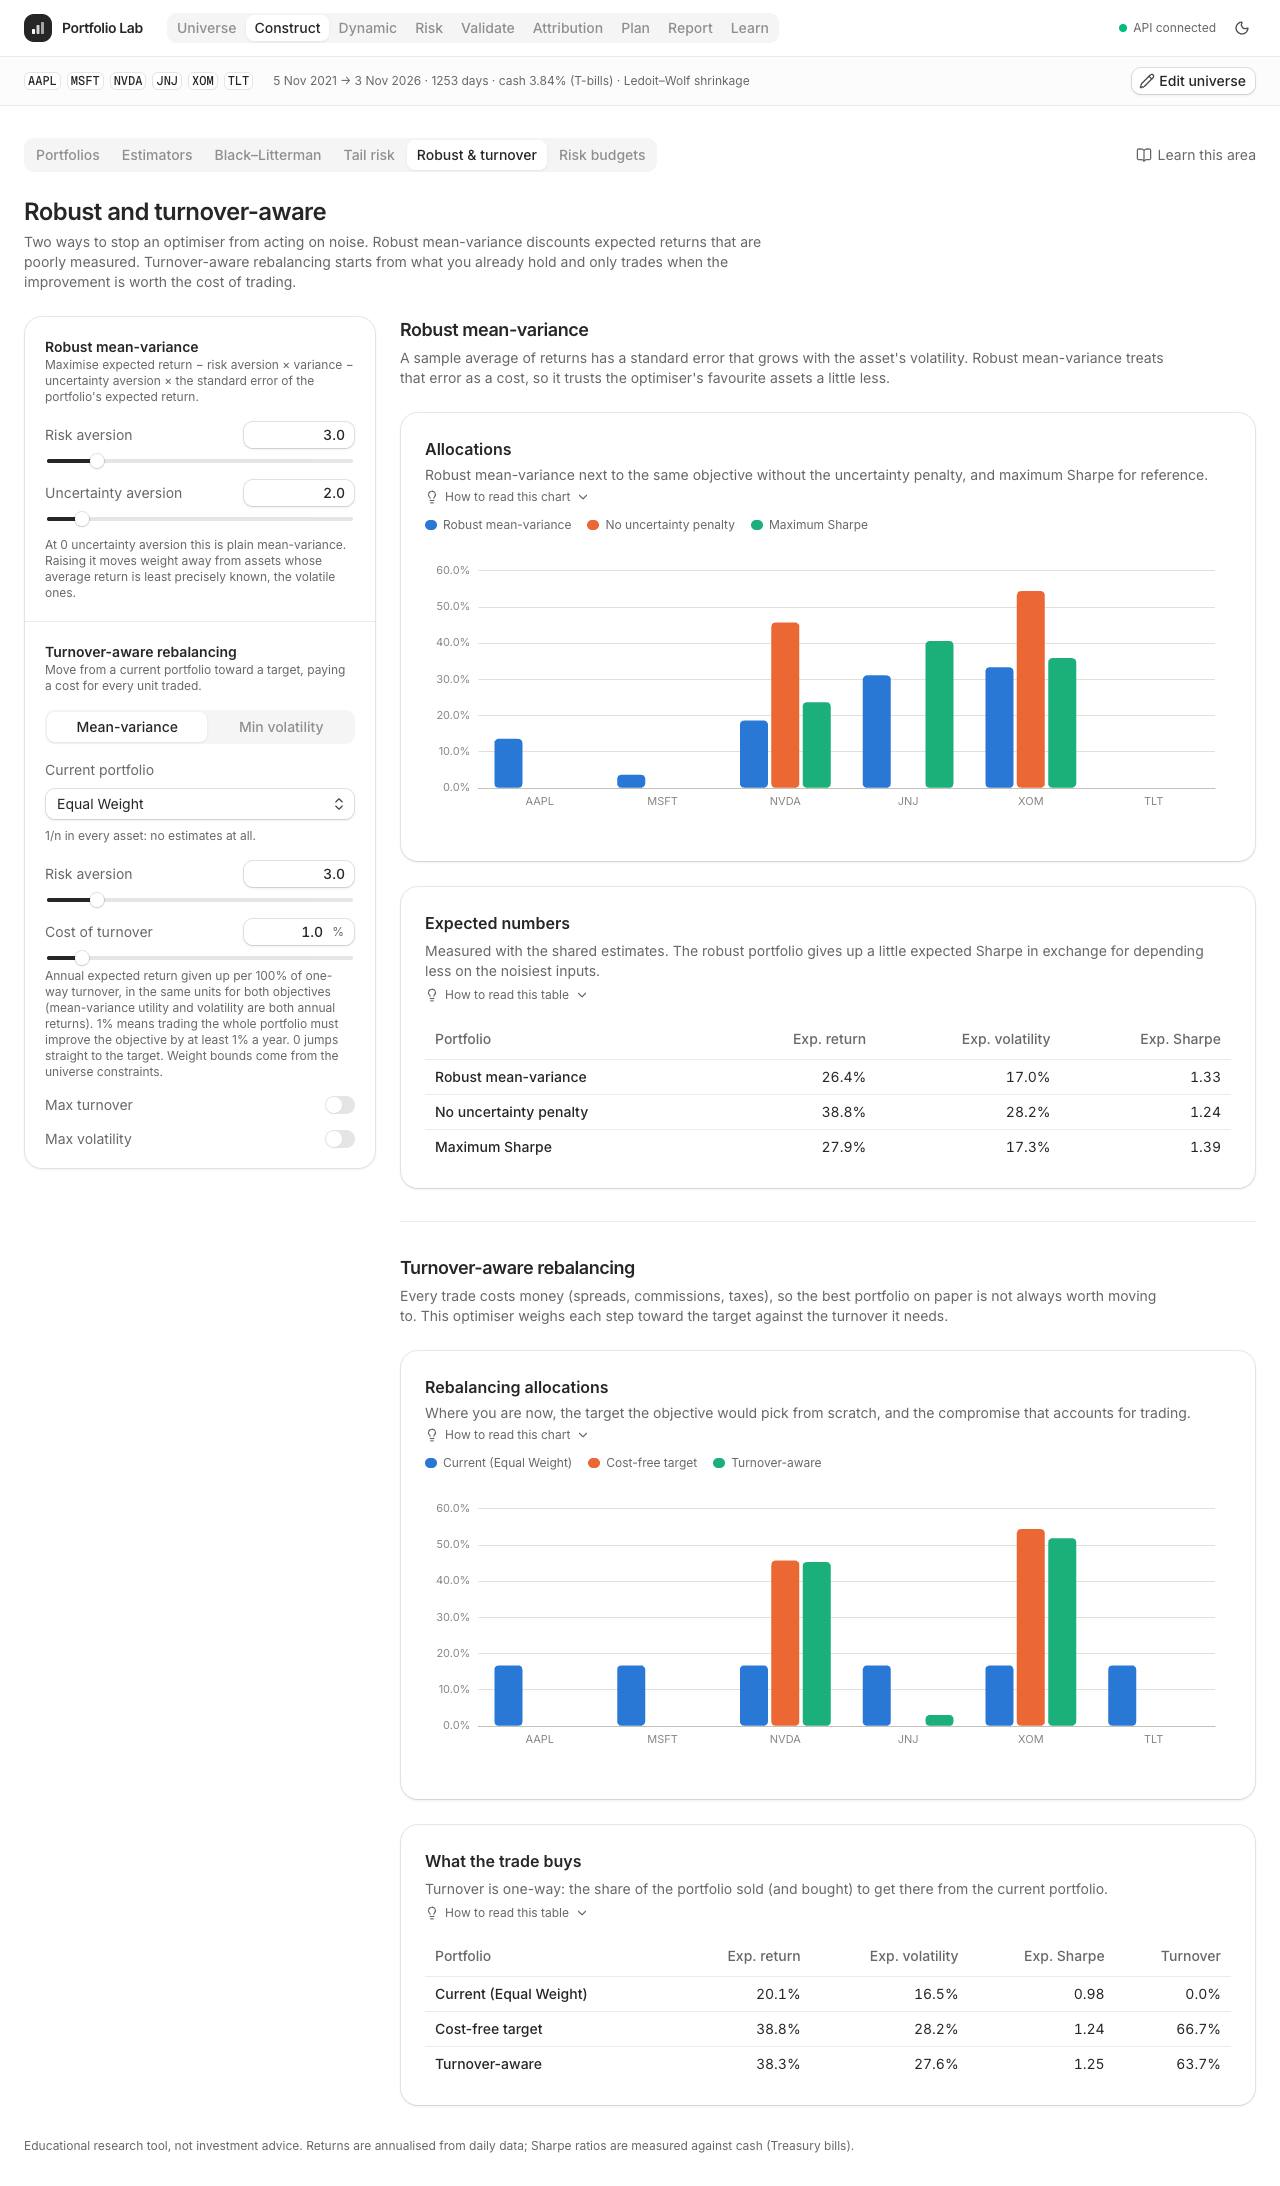 Portfolio Lab
Universe
Construct
Dynamic
Risk
Validate
Attribution
Plan
Report
Learn
API connected
AAPL
MSFT
NVDA
JNJ
XOM
TLT
5 Nov 2021 → 3 Nov 2026 · 1253 days · cash 3.84% (T-bills) · Ledoit–Wolf shrinkage
Edit universe
Portfolios
Estimators
Black–Litterman
Tail risk
Robust & turnover
Risk budgets
Learn this area
Robust and turnover-aware
Two ways to stop an optimiser from acting on noise. Robust mean-variance discounts expected returns that are
poorly measured. Turnover-aware rebalancing starts from what you already hold and only trades when the
improvement is worth the cost of trading.
Robust mean-variance
Maximise expected return − risk aversion × variance −
uncertainty aversion × the standard error of the
portfolio's expected return.
Risk aversion
3.0
Uncertainty aversion
2.0
At 0 uncertainty aversion this is plain mean-variance.
Raising it moves weight away from assets whose
average return is least precisely known, the volatile
ones.
Turnover-aware rebalancing
Move from a current portfolio toward a target, paying
a cost for every unit traded.
Mean-variance
Min volatility
Current portfolio
Equal Weight
1/n in every asset: no estimates at all.
Risk aversion
3.0
Cost of turnover
1.0 %
Annual expected return given up per 100% of one-
way turnover, in the same units for both objectives
(mean-variance utility and volatility are both annual
returns). 1% means trading the whole portfolio must
improve the objective by at least 1% a year. 0 jumps
straight to the target. Weight bounds come from the
universe constraints.
Max turnover
Max volatility
Robust mean-variance
A sample average of returns has a standard error that grows with the asset's volatility. Robust mean-variance treats
that error as a cost, so it trusts the optimiser's favourite assets a little less.
Allocations
Robust mean-variance next to the same objective without the uncertainty penalty, and maximum Sharpe for reference.
How to read this chart
Robust mean-variance
No uncertainty penalty
Maximum Sharpe
60.0%
50.0%
40.0%
30.0%
20.0%
10.0%
0.0%
AAPL
MSFT
NVDA
JNJ
XOM
TLT
Expected numbers
Measured with the shared estimates. The robust portfolio gives up a little expected Sharpe in exchange for depending
less on the noisiest inputs.
How to read this table
Portfolio Exp. return Exp. volatility Exp. Sharpe
Robust mean-variance 26.4% 17.0% 1.33
No uncertainty penalty 38.8% 28.2% 1.24
Maximum Sharpe 27.9% 17.3% 1.39
Turnover-aware rebalancing
Every trade costs money (spreads, commissions, taxes), so the best portfolio on paper is not always worth moving
to. This optimiser weighs each step toward the target against the turnover it needs.
Rebalancing allocations
Where you are now, the target the objective would pick from scratch, and the compromise that accounts for trading.
How to read this chart
Current (Equal Weight)
Cost-free target
Turnover-aware
60.0%
50.0%
40.0%
30.0%
20.0%
10.0%
0.0%
AAPL
MSFT
NVDA
JNJ
XOM
TLT
What the trade buys
Turnover is one-way: the share of the portfolio sold (and bought) to get there from the current portfolio.
How to read this table
Portfolio Exp. return Exp. volatility Exp. Sharpe Turnover
Current (Equal Weight) 20.1% 16.5% 0.98 0.0%
Cost-free target 38.8% 28.2% 1.24 66.7%
Turnover-aware 38.3% 27.6% 1.25 63.7%
Educational research tool, not investment advice. Returns are annualised from daily data; Sharpe ratios are measured against cash (Treasury bills).